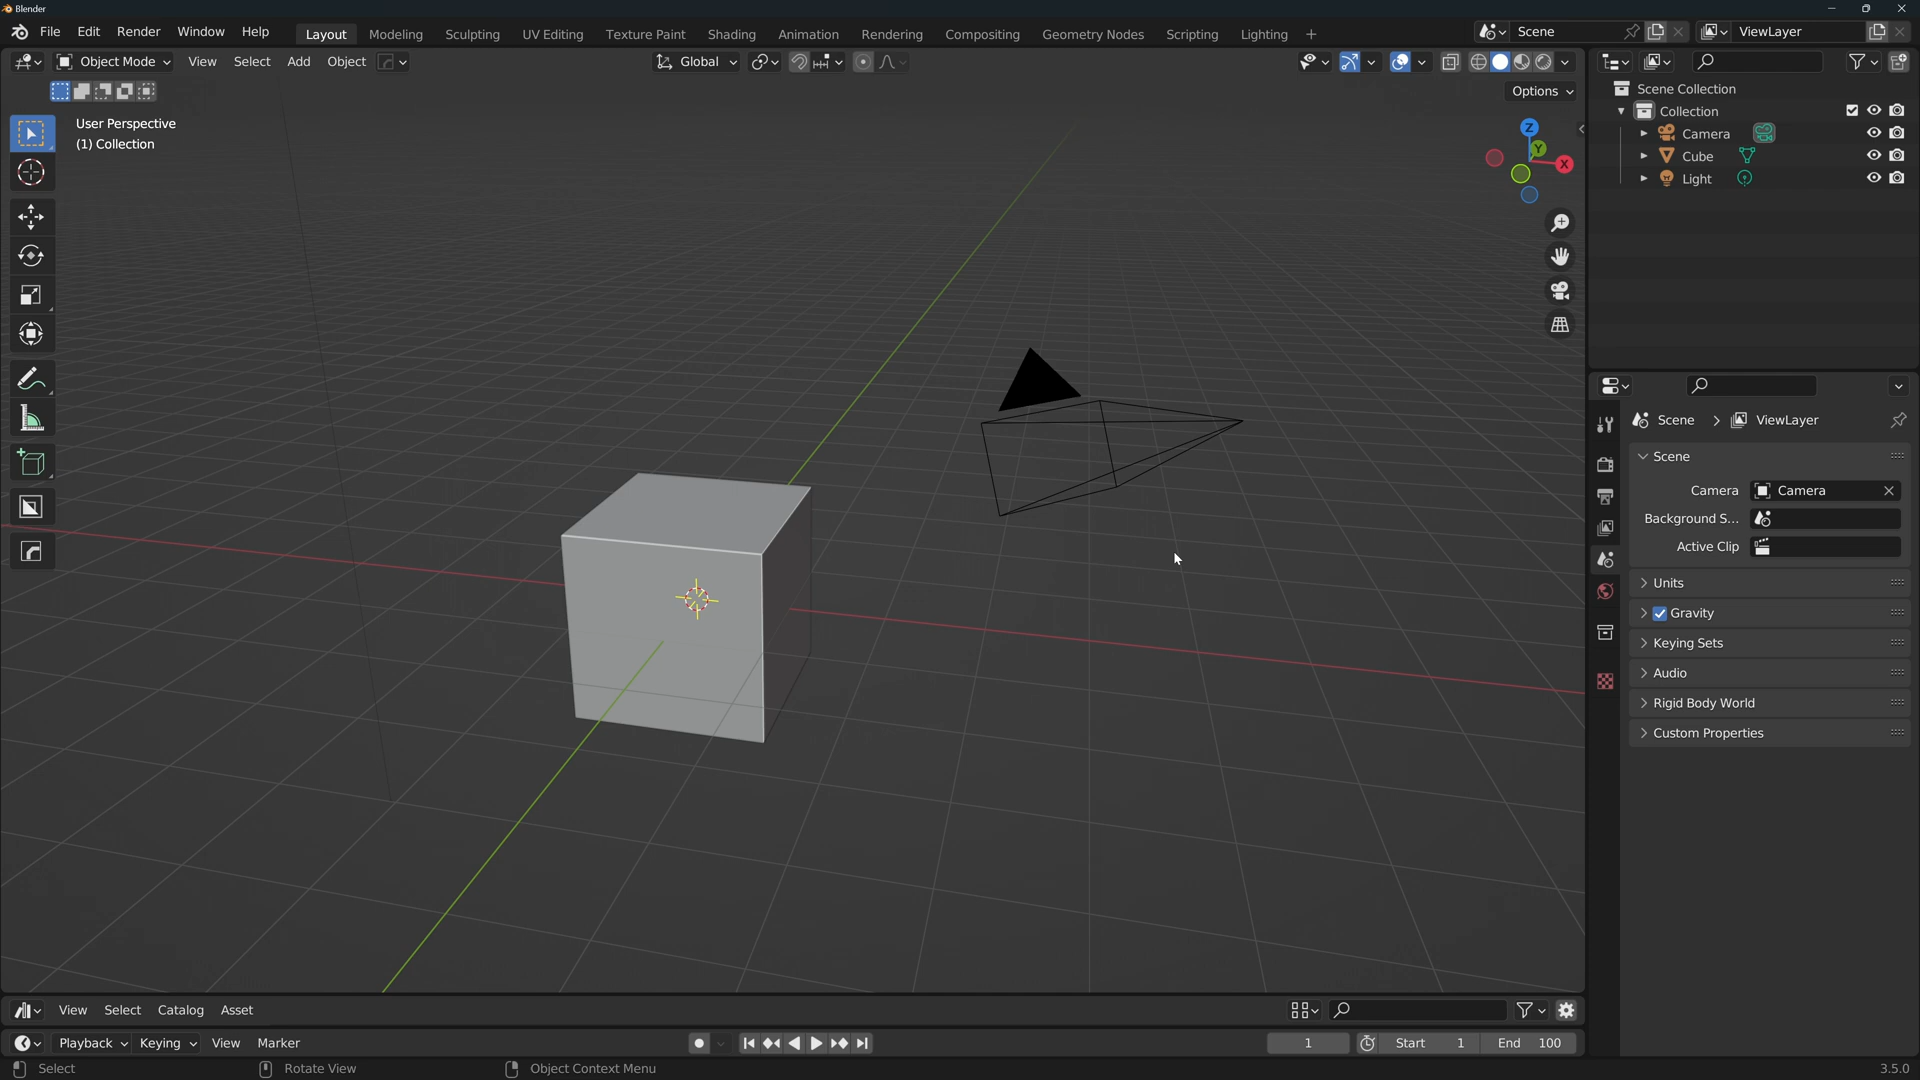 Blender
File Edit Render Window Help Layout Modeling Sculpting UV Editing Texture Paint Shading Animation Rendering Compositing Geometry Nodes Scripting Lighting + Scene ViewLayer
Object Mode View Select Add Object Global
Options
User Perspective
(1) Collection
Z
Y
X
Scene Collection
Collection
Camera
Cube
Light
Scene > ViewLayer
Scene
Camera Camera
Background S...
Active Clip
Units
Gravity
Keying Sets
Audio
Rigid Body World
Custom Properties
View Select Catalog Asset
Playback Keying View Marker 1 Start 1 End 100
Select Rotate View Object Context Menu 3.5.0